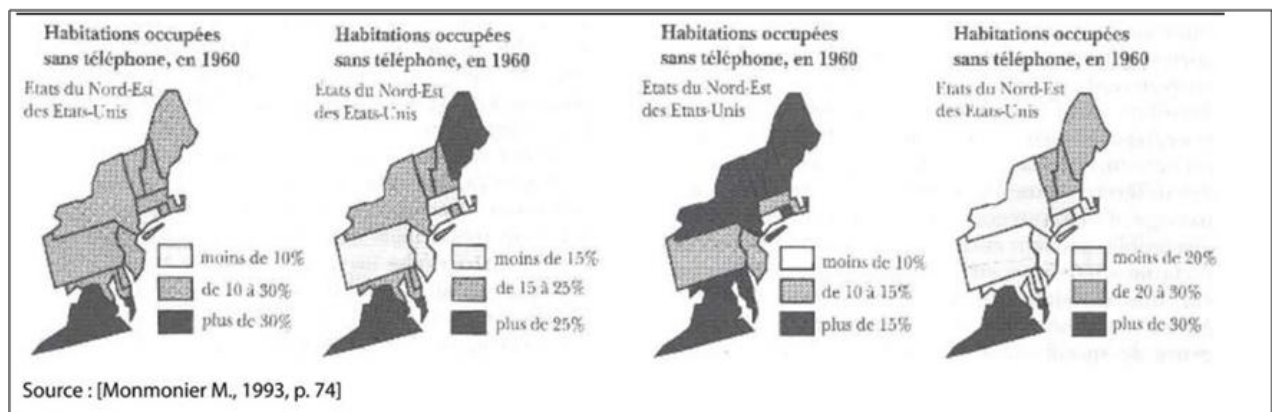 Habitations occupées
sans téléphone, en 1960
Etats du Nord-Est
des Etats-Unis
moins de 10%
de 10 à 30%
plus de 30%
Habitations occupées
sans téléphone, en 1960
États du Nord-Est
des Etats-Unis
moins de 15%
de 15 à 25%
plus de 25%
Habitations occupées
sans téléphone, en 1960
Etats du Nord-Est
des Etats-Unis
moins de 10%
de 10 à 15%
plus de 15%
Habitations occupées
sans téléphone, en 1960
Etats du Nord-Est
des Etats-Unis
moins de 20%
de 20 à 30%
plus de 30%
Source : [Monmonier M., 1993, p. 74]